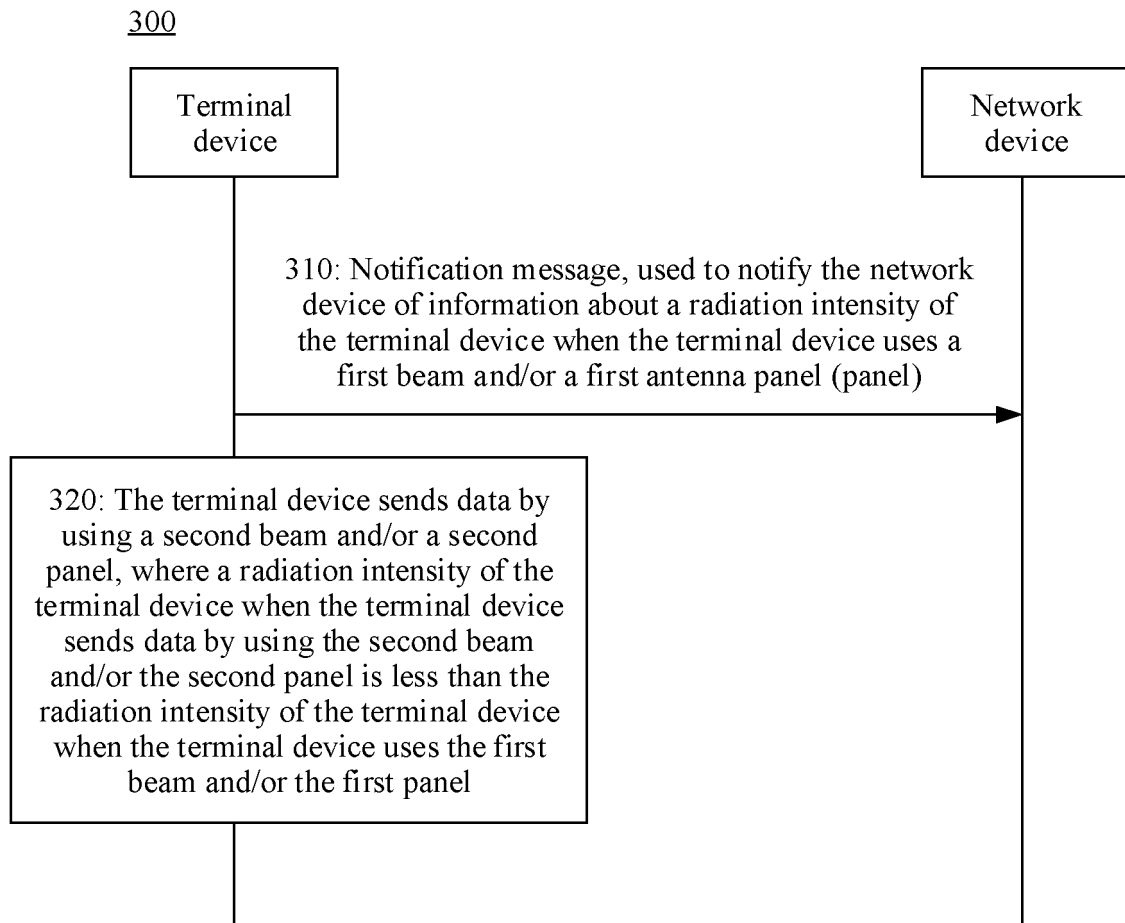 300
Terminal
device
Network
device
310: Notification message, used to notify the network
device of information about a radiation intensity of
the terminal device when the terminal device uses a
first beam and/or a first antenna panel (panel)
320: The terminal device sends data by
using a second beam and/or a second
panel, where a radiation intensity of the
terminal device when the terminal device
sends data by using the second beam
and/or the second panel is less than the
radiation intensity of the terminal device
when the terminal device uses the first
beam and/or the first panel